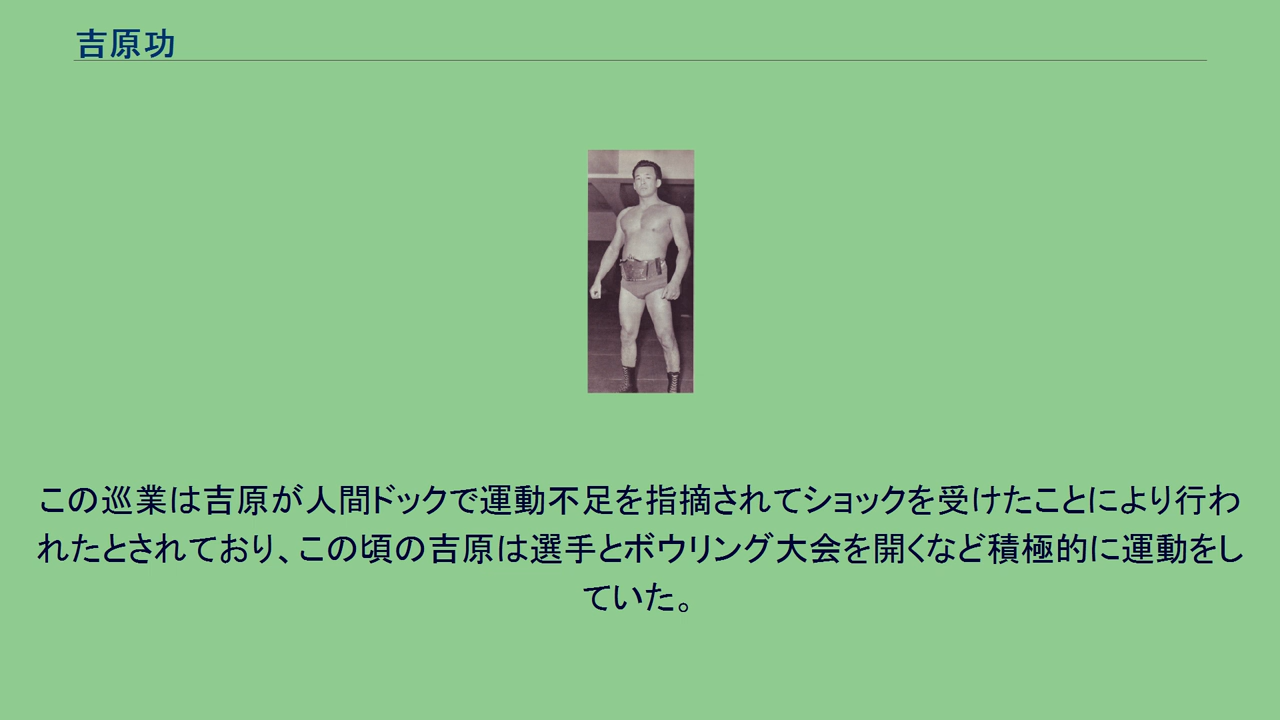 吉原功
この巡業は吉原が人間ドックで運動不足を指摘されてショックを受けたことにより行わ
れたとされており、この頃の吉原は選手とボウリング大会を開くなど積極的に運動をし
ていた。